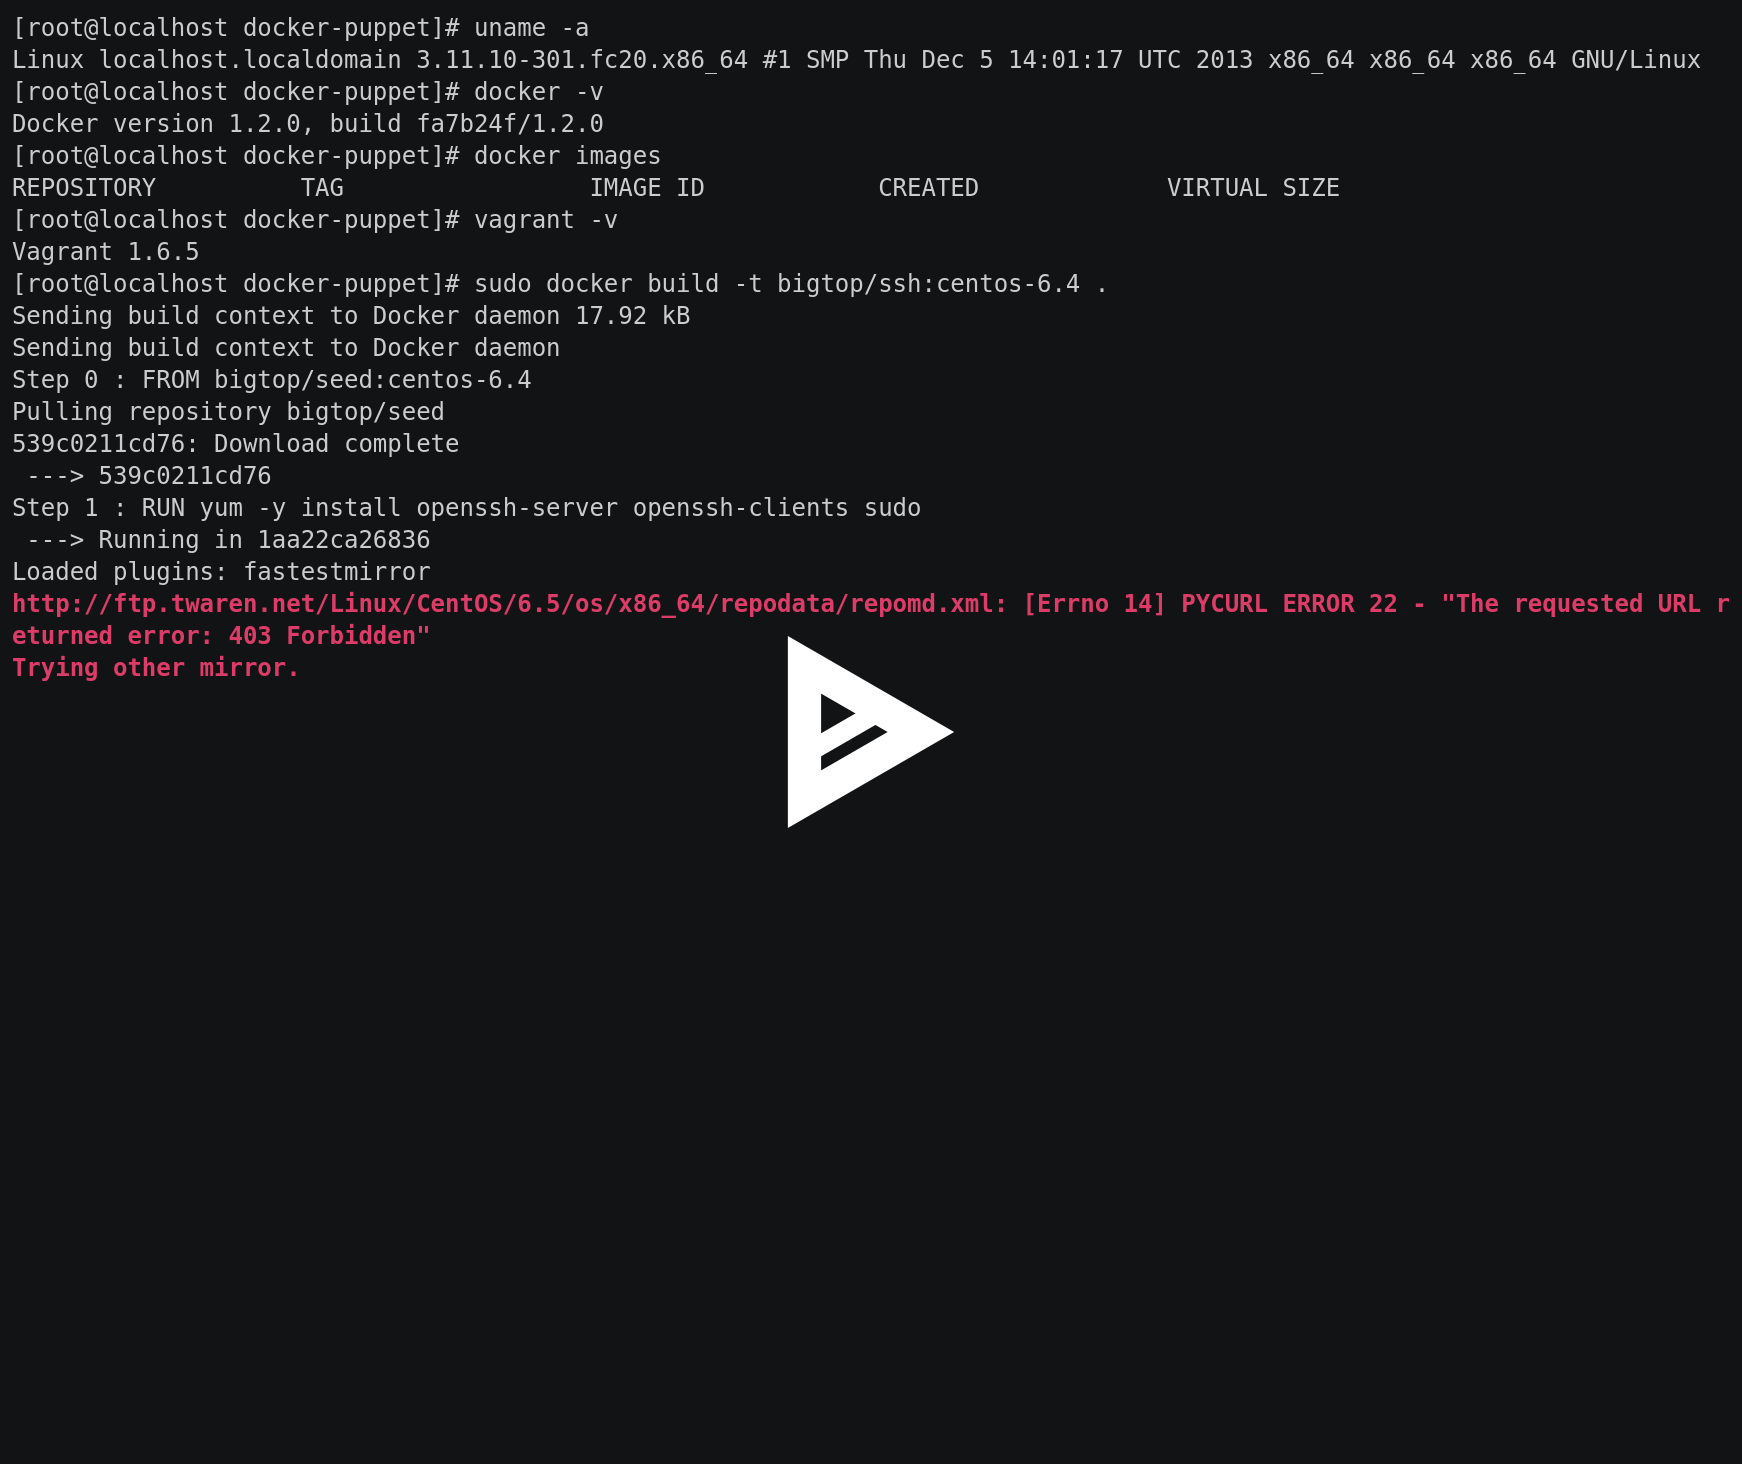 [root@localhost docker-puppet]# uname -a
Linux localhost.localdomain 3.11.10-301.fc20.x86_64 #1 SMP Thu Dec 5 14:01:17 UTC 2013 x86_64 x86_64 x86_64 GNU/Linux
[root@localhost docker-puppet]# docker -v
Docker version 1.2.0, build fa7b24f/1.2.0
[root@localhost docker-puppet]# docker images
REPOSITORY          TAG                 IMAGE ID            CREATED             VIRTUAL SIZE
[root@localhost docker-puppet]# vagrant -v
Vagrant 1.6.5
[root@localhost docker-puppet]# sudo docker build -t bigtop/ssh:centos-6.4 .
Sending build context to Docker daemon 17.92 kB
Sending build context to Docker daemon
Step 0 : FROM bigtop/seed:centos-6.4
Pulling repository bigtop/seed
539c0211cd76: Download complete
 ---> 539c0211cd76
Step 1 : RUN yum -y install openssh-server openssh-clients sudo
 ---> Running in 1aa22ca26836
Loaded plugins: fastestmirror
http://ftp.twaren.net/Linux/CentOS/6.5/os/x86_64/repodata/repomd.xml: [Errno 14] PYCURL ERROR 22 - "The requested URL r
eturned error: 403 Forbidden"
Trying other mirror.